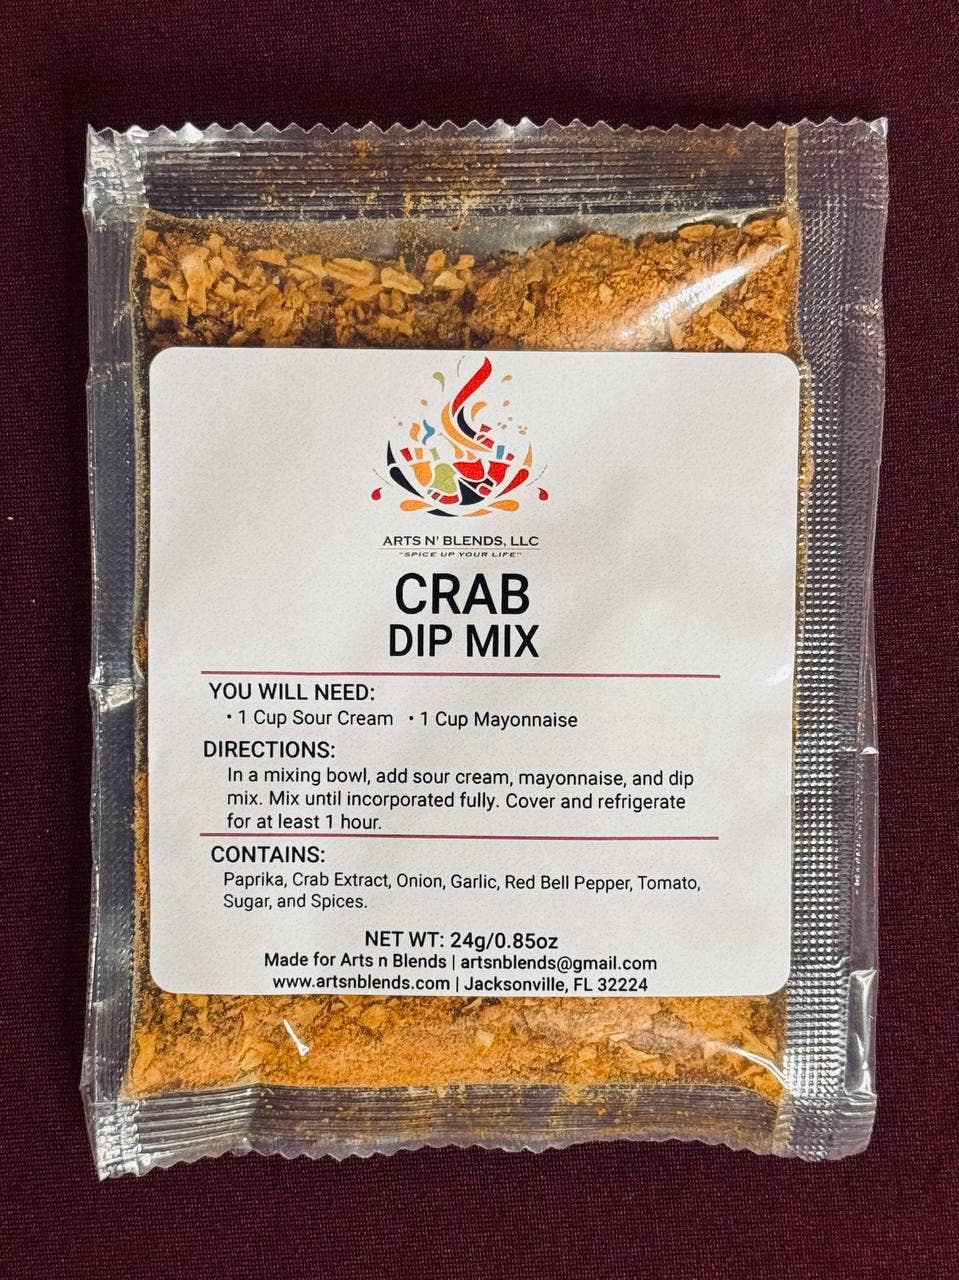 ARTS N' BLENDS, LLC
"SPICE UP YOUR LIFE"
CRAB
DIP MIX
YOU WILL NEED:
• 1 Cup Sour Cream • 1 Cup Mayonnaise
DIRECTIONS:
In a mixing bowl, add sour cream, mayonnaise, and dip
mix. Mix until incorporated fully. Cover and refrigerate
for at least 1 hour.
CONTAINS:
Paprika, Crab Extract, Onion, Garlic, Red Bell Pepper, Tomato,
Sugar, and Spices.
NET WT: 24g/0.85oz
Made for Arts n Blends | artsnblends@gmail.com
www.artsnblends.com | Jacksonville, FL 32224